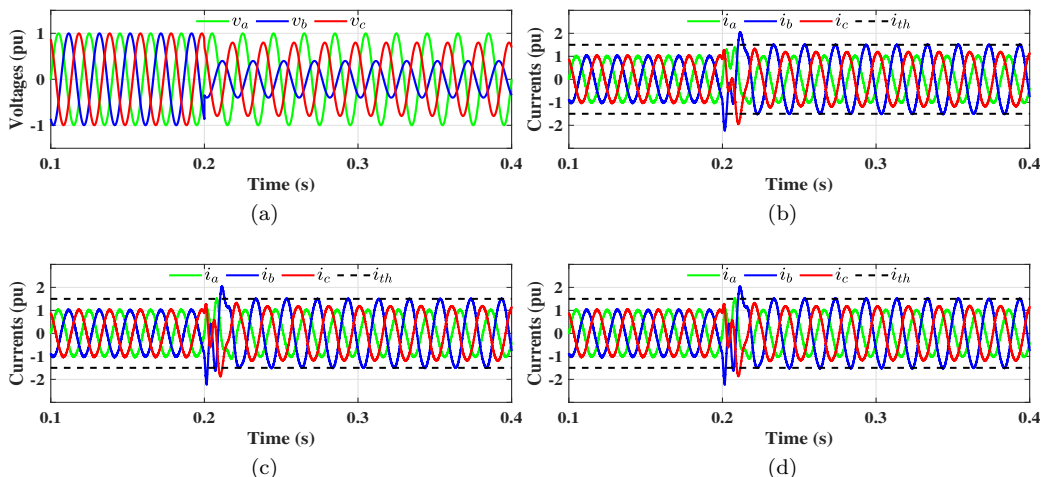 v_a v_b v_c
Voltages (pu)
1
0
-1
0.1 0.2 0.3 0.4
Time (s)
(a)
i_a i_b i_c i_th
Currents (pu)
2
1
0
-1
-2
0.1 0.2 0.3 0.4
Time (s)
(b)
i_a i_b i_c i_th
Currents (pu)
2
1
0
-1
-2
0.1 0.2 0.3 0.4
Time (s)
(c)
i_a i_b i_c i_th
Currents (pu)
2
1
0
-1
-2
0.1 0.2 0.3 0.4
Time (s)
(d)